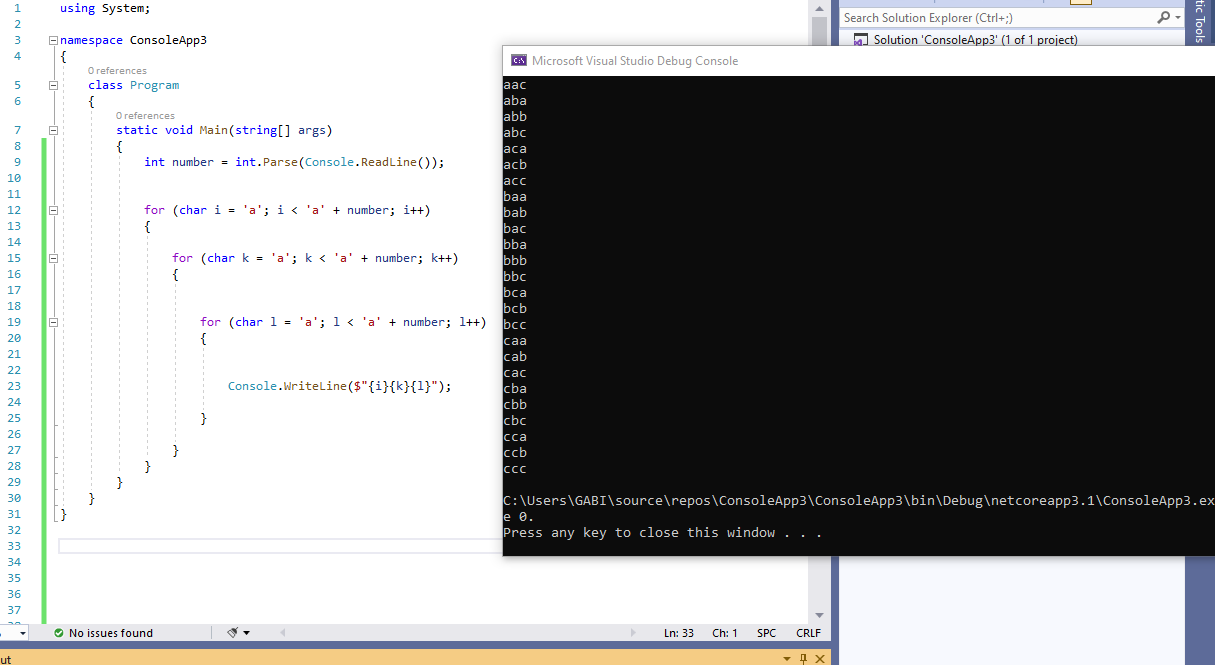 1 using System;
2
3 namespace ConsoleApp3
4 {
0 references
5 class Program
6 {
0 references
7 static void Main(string[] args)
8 {
9 int number = int.Parse(Console.ReadLine());
10
11
12 for (char i = 'a'; i < 'a' + number; i++)
13 {
14
15 for (char k = 'a'; k < 'a' + number; k++)
16 {
17
18
19 for (char l = 'a'; l < 'a' + number; l++)
20 {
21
22
23 Console.WriteLine($"{i}{k}{l}");
24
25 }
26
27 }
28 }
29 }
30 }
31 }
32
33
34
35
36
37
No issues found
Ln: 33 Ch: 1 SPC CRLF
ut
Search Solution Explorer (Ctrl+;)
Solution 'ConsoleApp3' (1 of 1 project)
tic Tools
Microsoft Visual Studio Debug Console
aac
aba
abb
abc
aca
acb
acc
baa
bab
bac
bba
bbb
bbc
bca
bcb
bcc
caa
cab
cac
cba
cbb
cbc
cca
ccb
ccc
C:\Users\GABI\source\repos\ConsoleApp3\ConsoleApp3\bin\Debug\netcoreapp3.1\ConsoleApp3.ex
e 0.
Press any key to close this window . . .